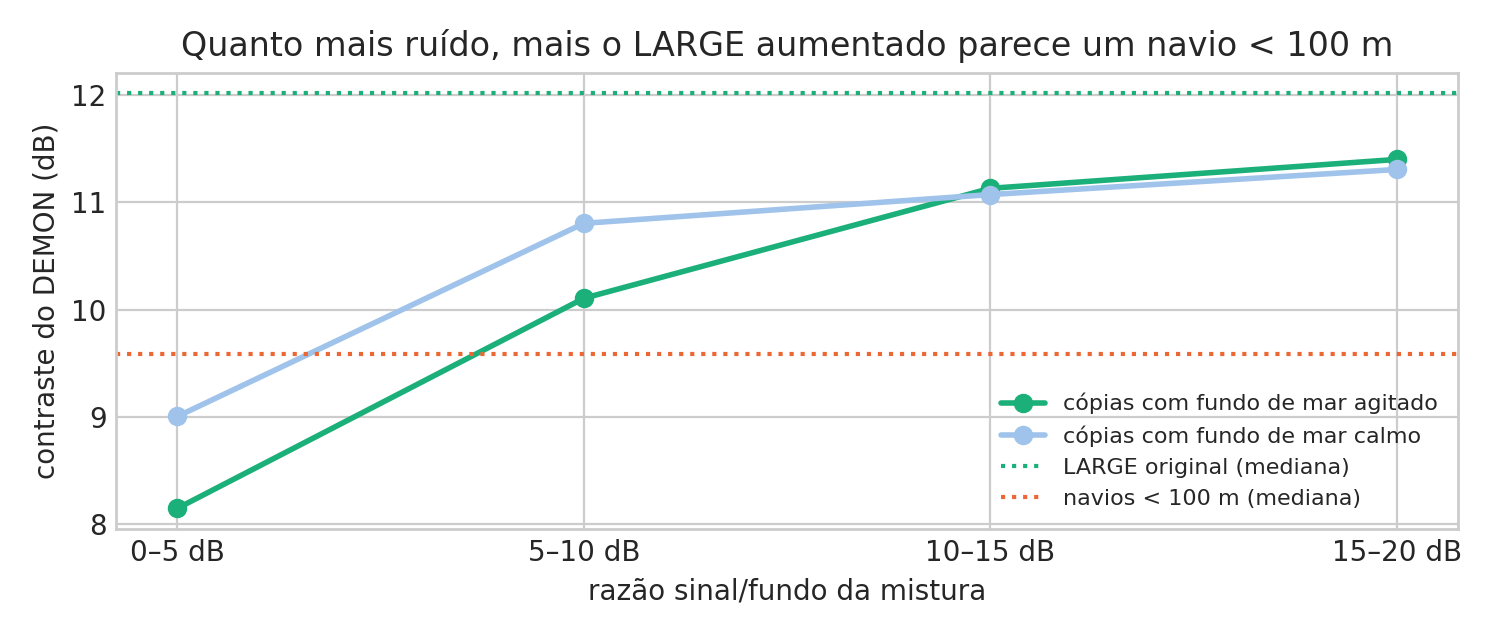 Quanto mais ruído, mais o LARGE aumentado parece um navio < 100 m
contraste do DEMON (dB)
12
11
10
9
8
cópias com fundo de mar agitado
cópias com fundo de mar calmo
LARGE original (mediana)
navios < 100 m (mediana)
0–5 dB
5–10 dB
10–15 dB
15–20 dB
razão sinal/fundo da mistura